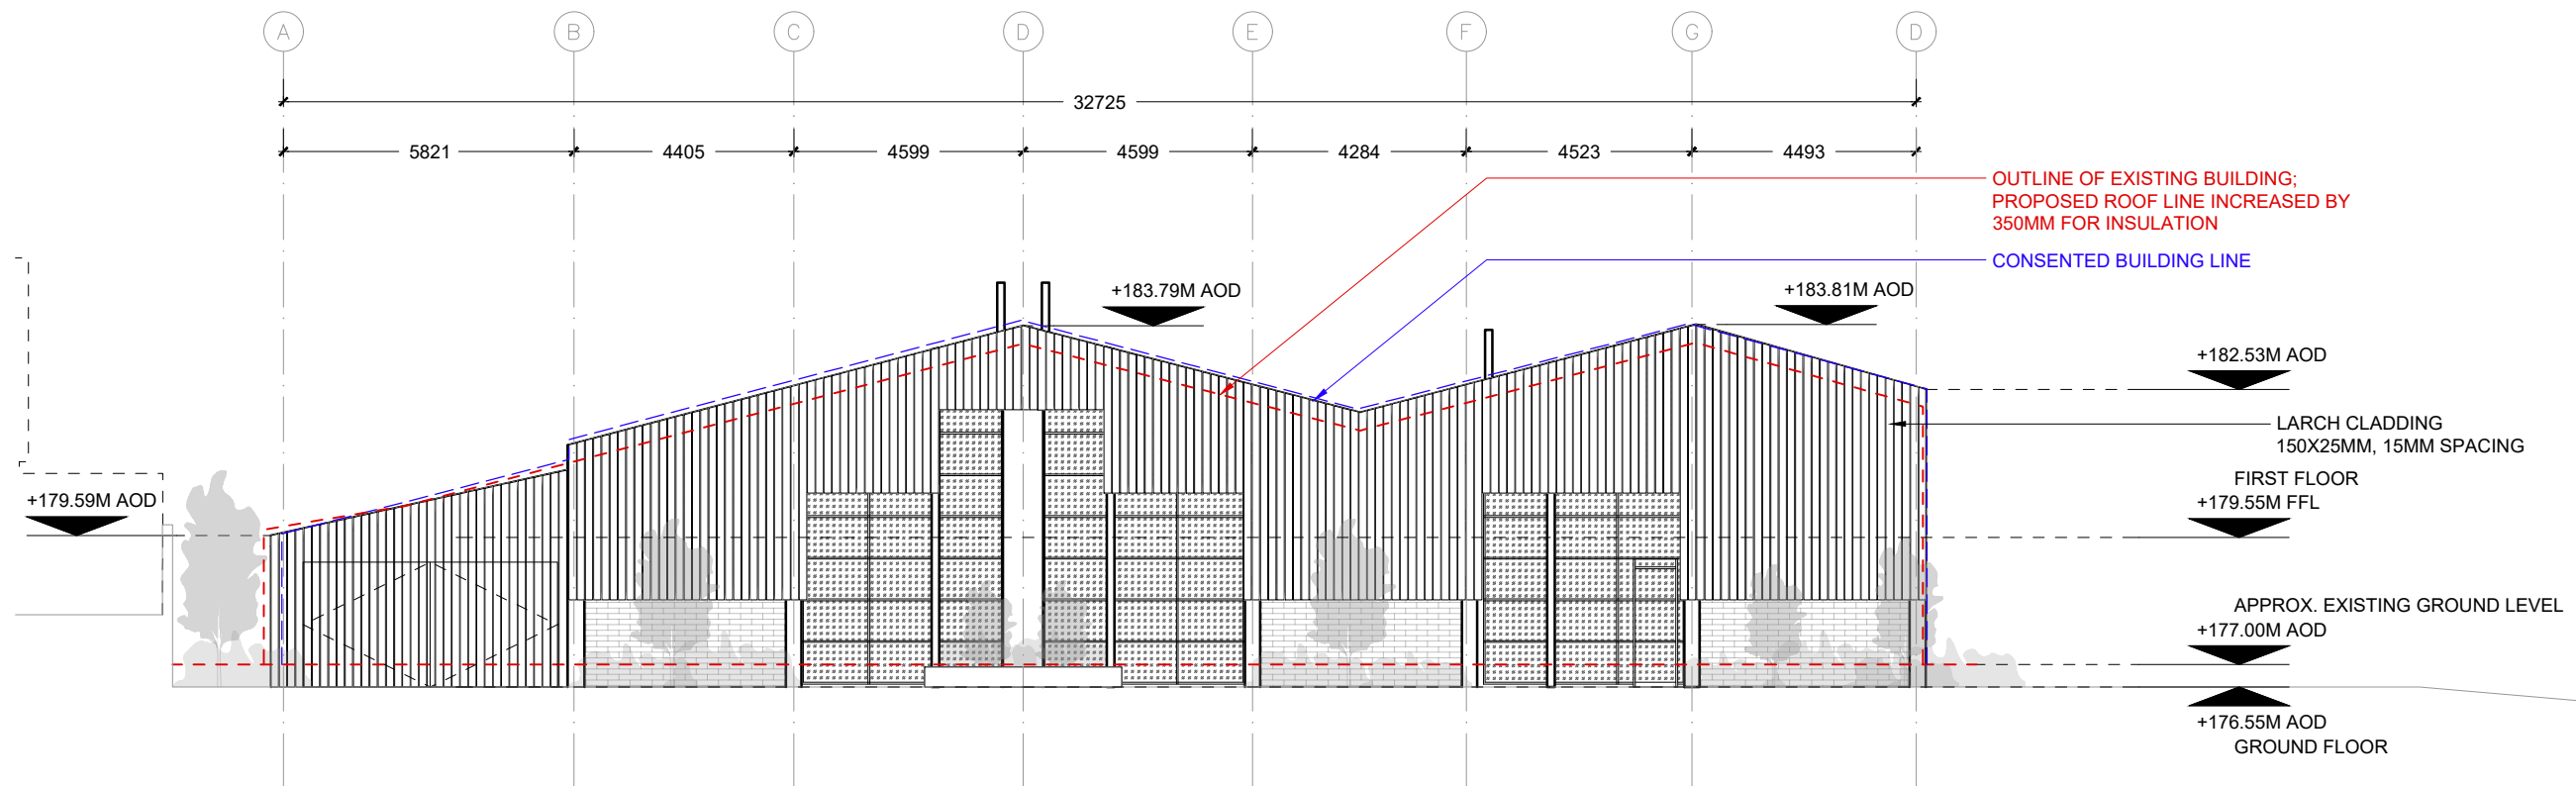 A B C D E F G D
32725
5821 4405 4599 4599 4284 4523 4493
OUTLINE OF EXISTING BUILDING;
PROPOSED ROOF LINE INCREASED BY
350MM FOR INSULATION
CONSENTED BUILDING LINE
+183.79M AOD
+183.81M AOD
+182.53M AOD
LARCH CLADDING
150X25MM, 15MM SPACING
FIRST FLOOR
+179.55M FFL
+179.59M AOD
APPROX. EXISTING GROUND LEVEL
+177.00M AOD
+176.55M AOD
GROUND FLOOR